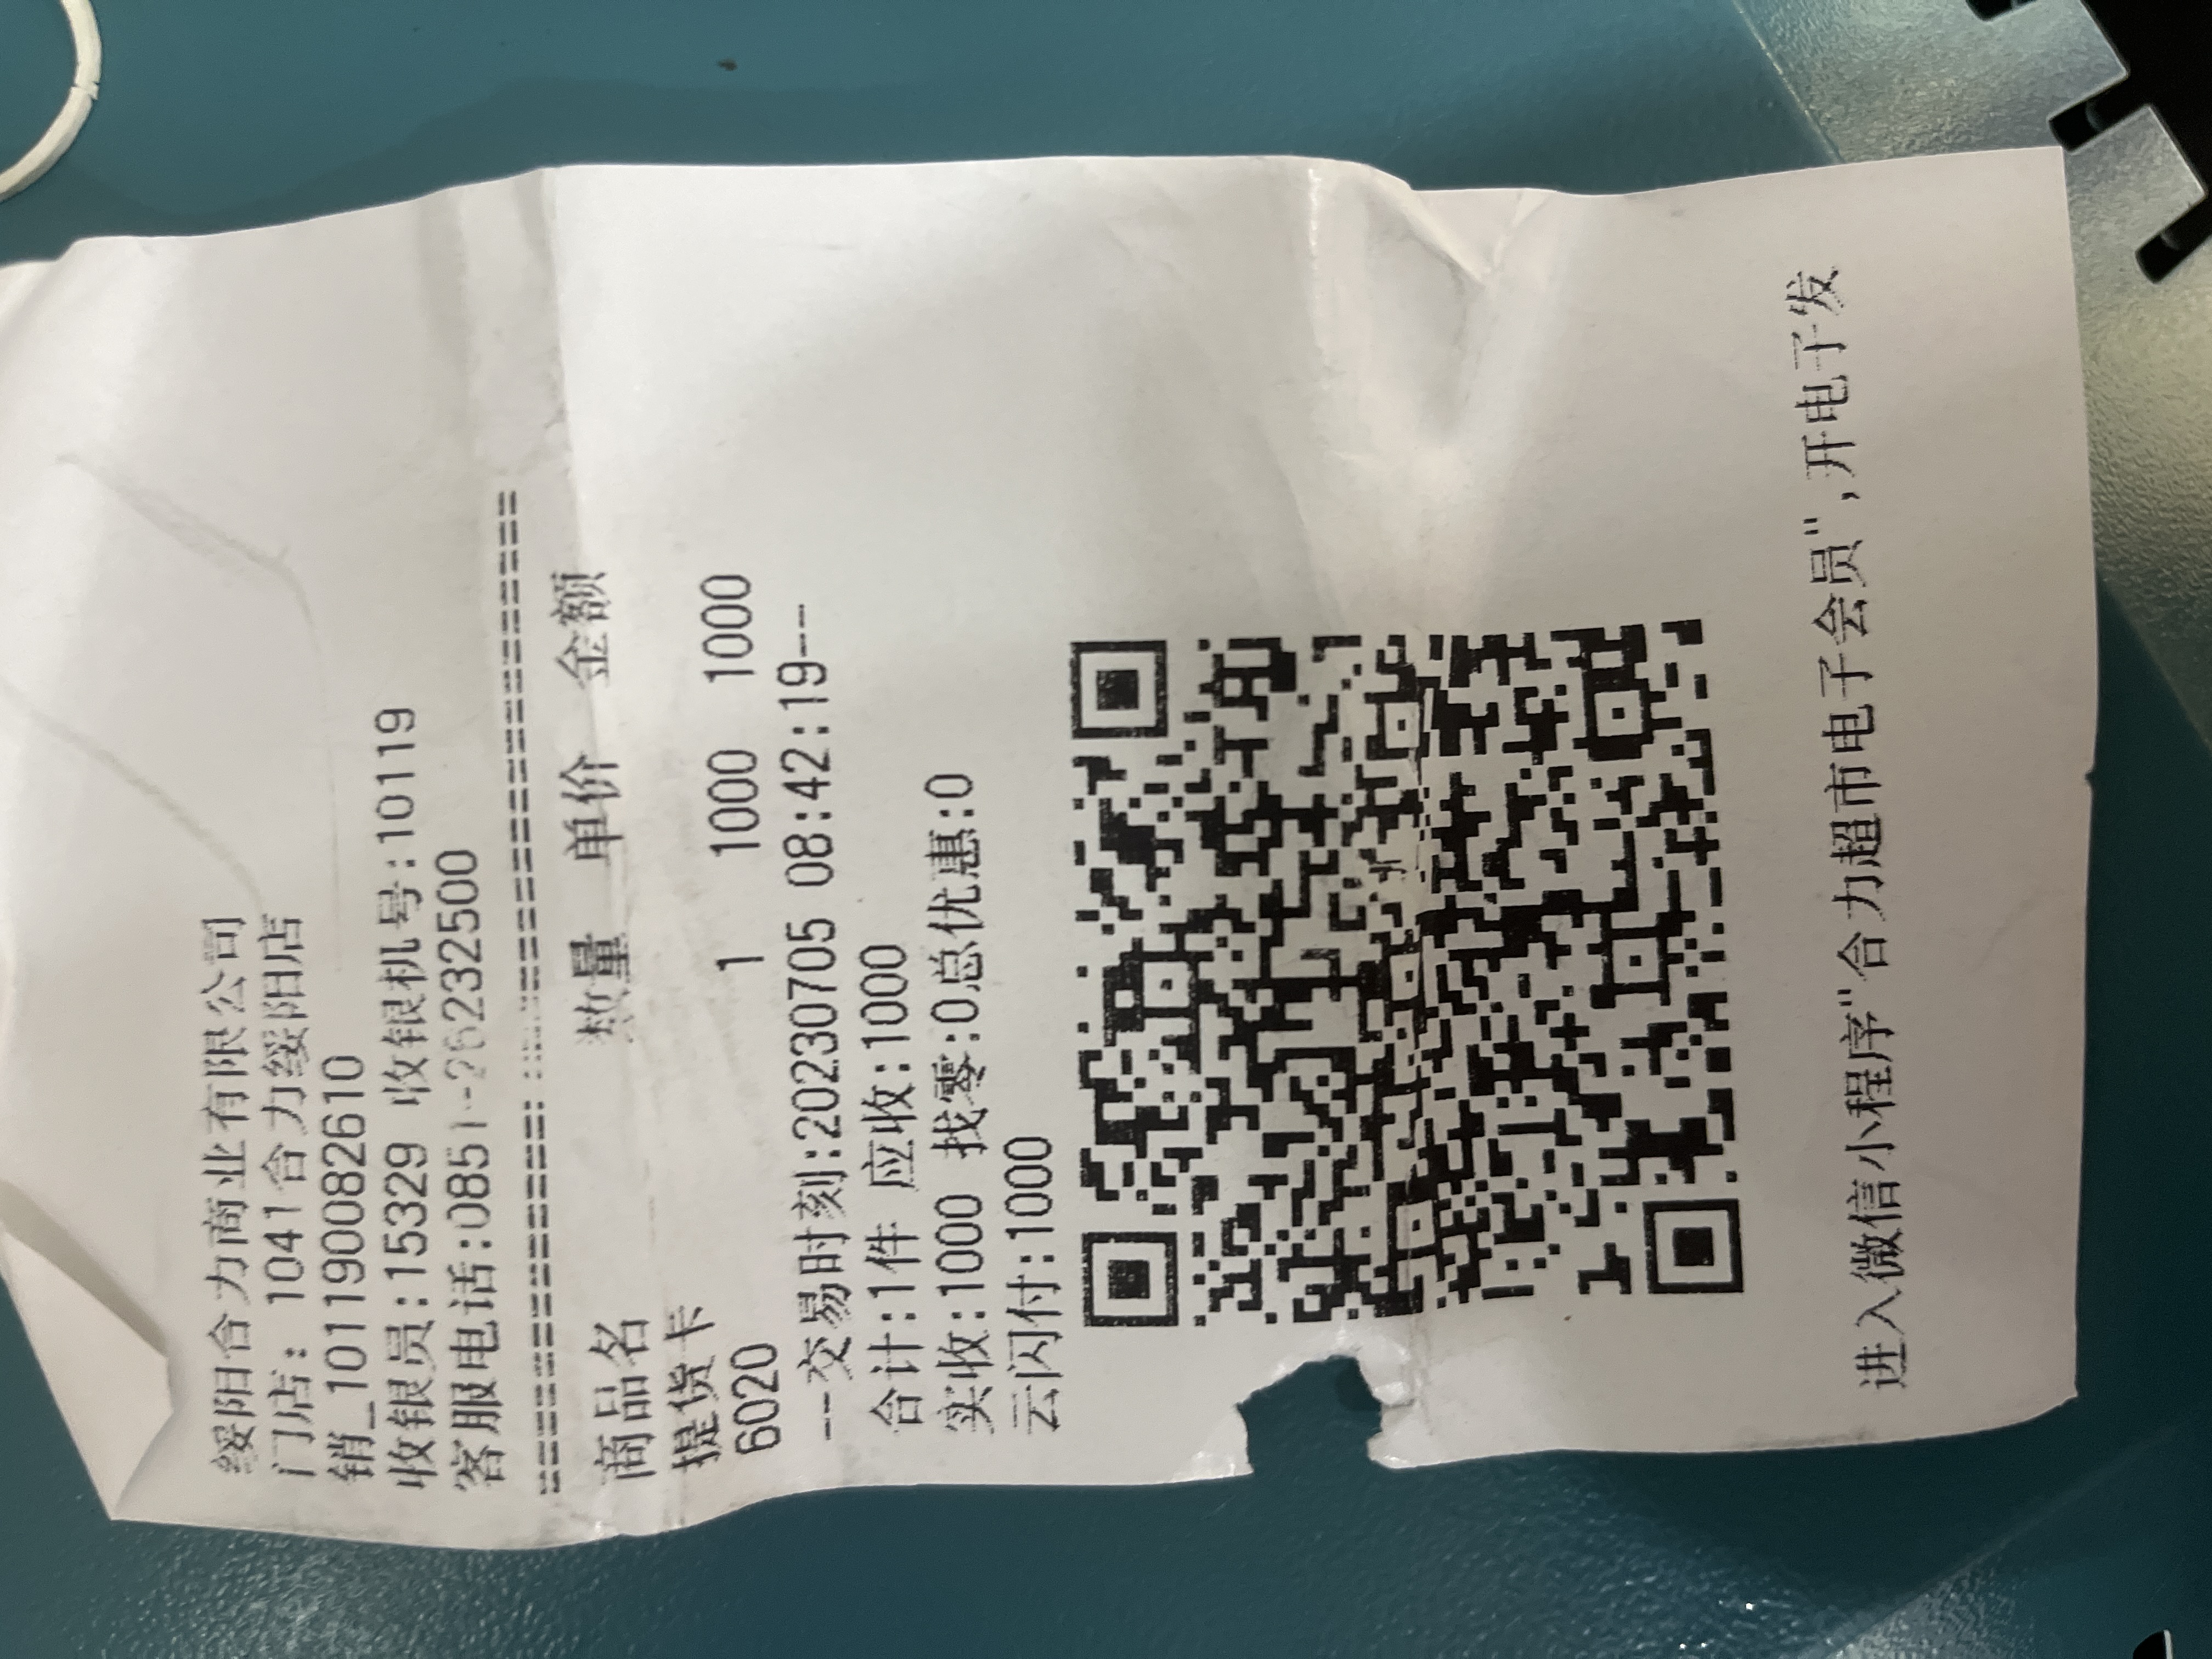 绥阳合力商业有限公司
门店: 1041合力绥阳店
销_101190082610
收银员:15329 收银机号:10119
客服电话:0851-26232500
商品名 数量 单价 金额
提货卡
6020 1 1000 1000
--交易时刻:20230705 08:42:19--
合计:1件 应收:1000
实收:1000 找零:0总优惠:0
云闪付:1000
进入微信小程序"合力超市电子会员",开电子发